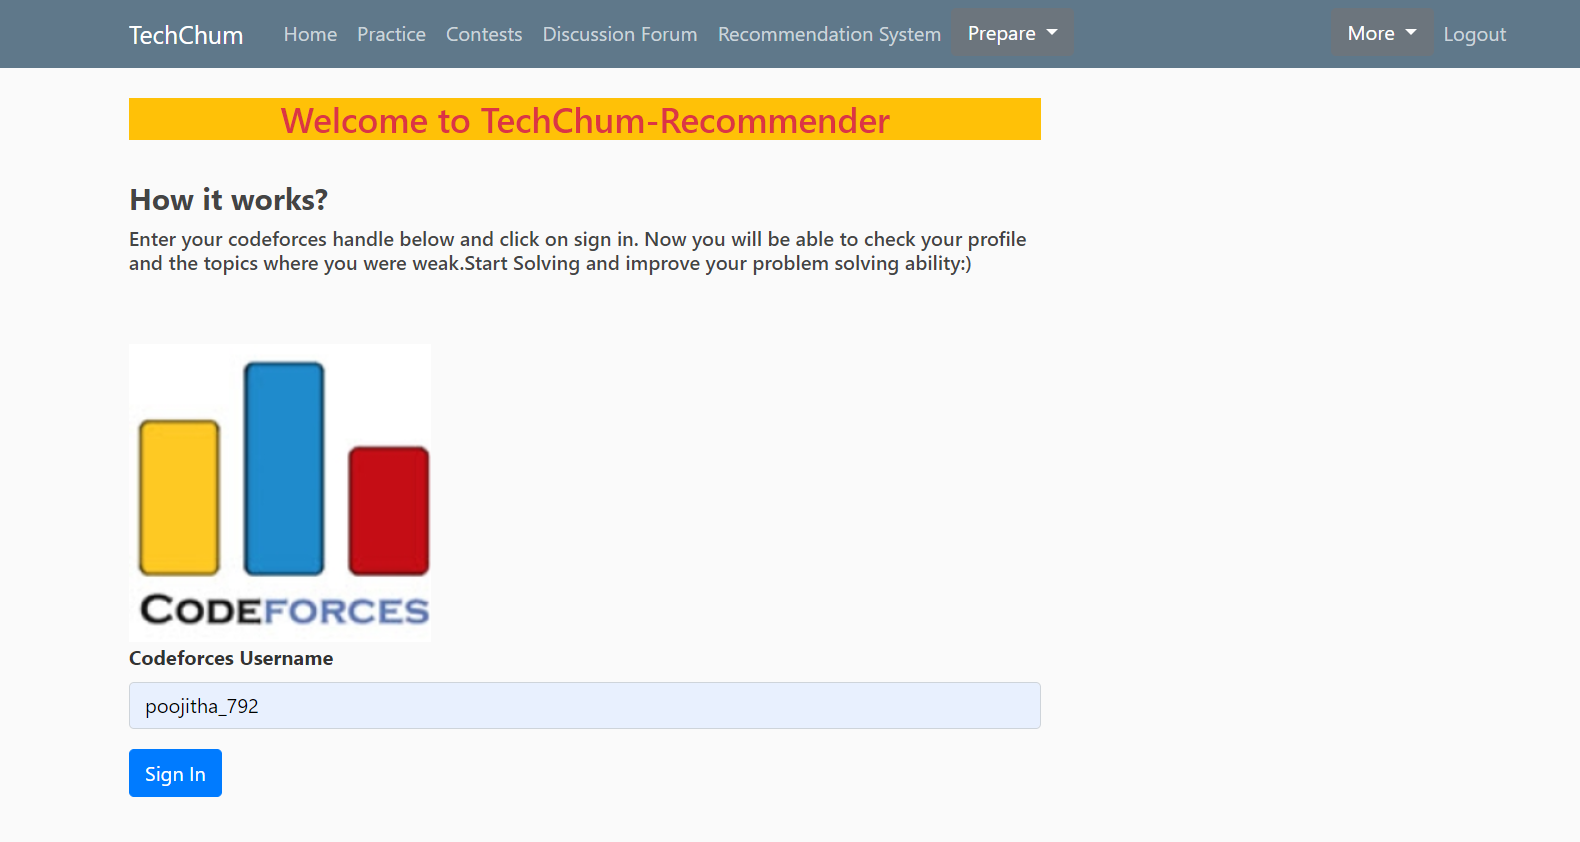 TechChum Home Practice Contests Discussion Forum Recommendation System Prepare More Logout
Welcome to TechChum-Recommender
How it works?
Enter your codeforces handle below and click on sign in. Now you will be able to check your profile
and the topics where you were weak.Start Solving and improve your problem solving ability:)
CODEFORCES
Codeforces Username
poojitha_792
Sign In